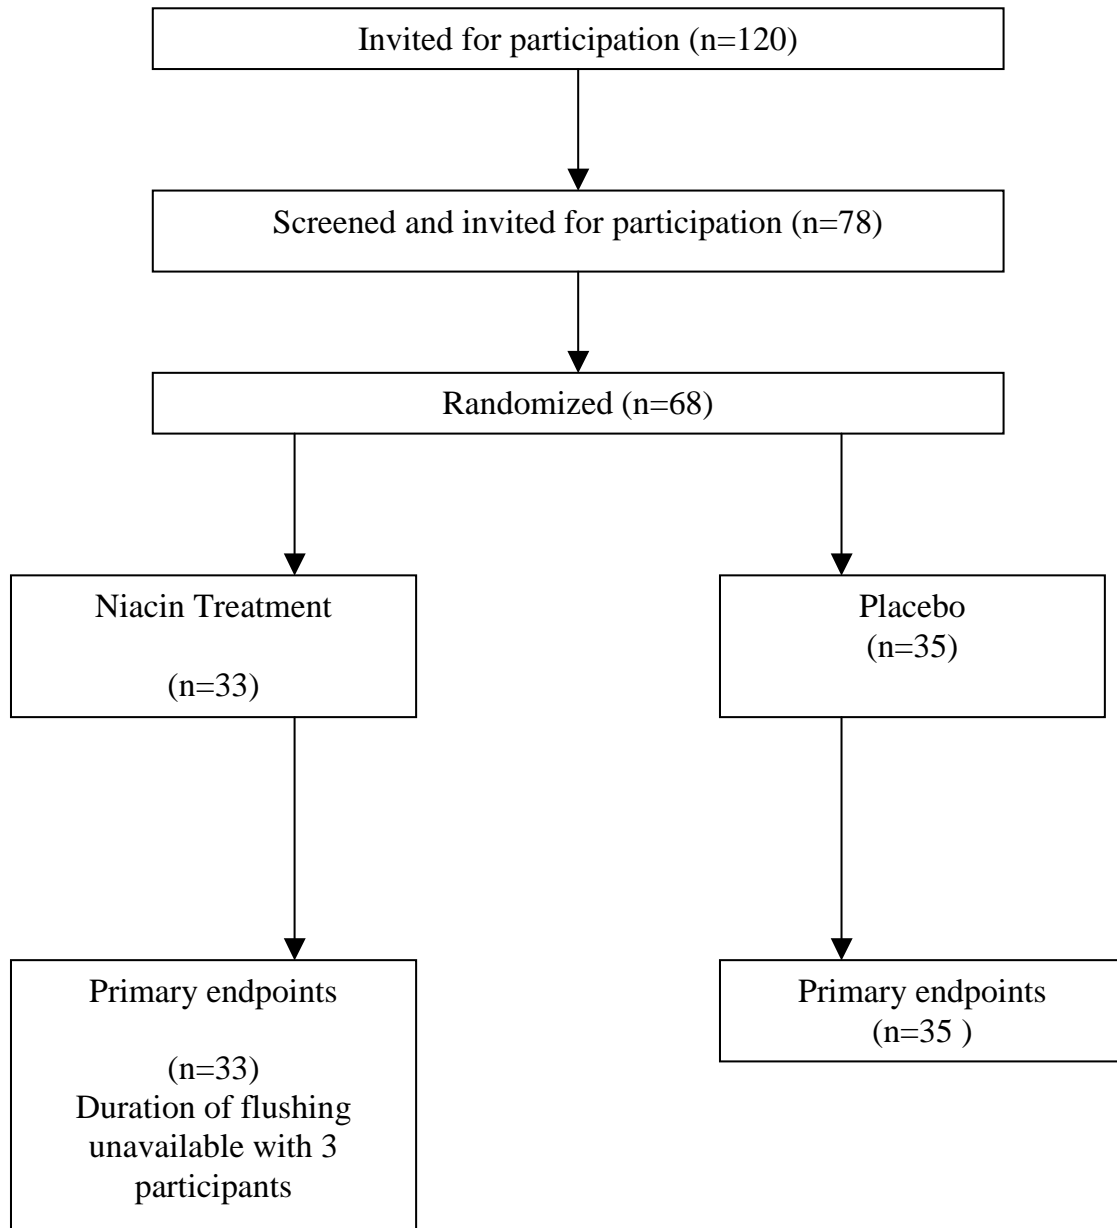 Invited for participation (n=120)
Screened and invited for participation (n=78)
Randomized (n=68)
Niacin Treatment
(n=33)
Placebo
(n=35)
Primary endpoints
(n=33)
Duration of flushing
unavailable with 3
participants
Primary endpoints
(n=35 )